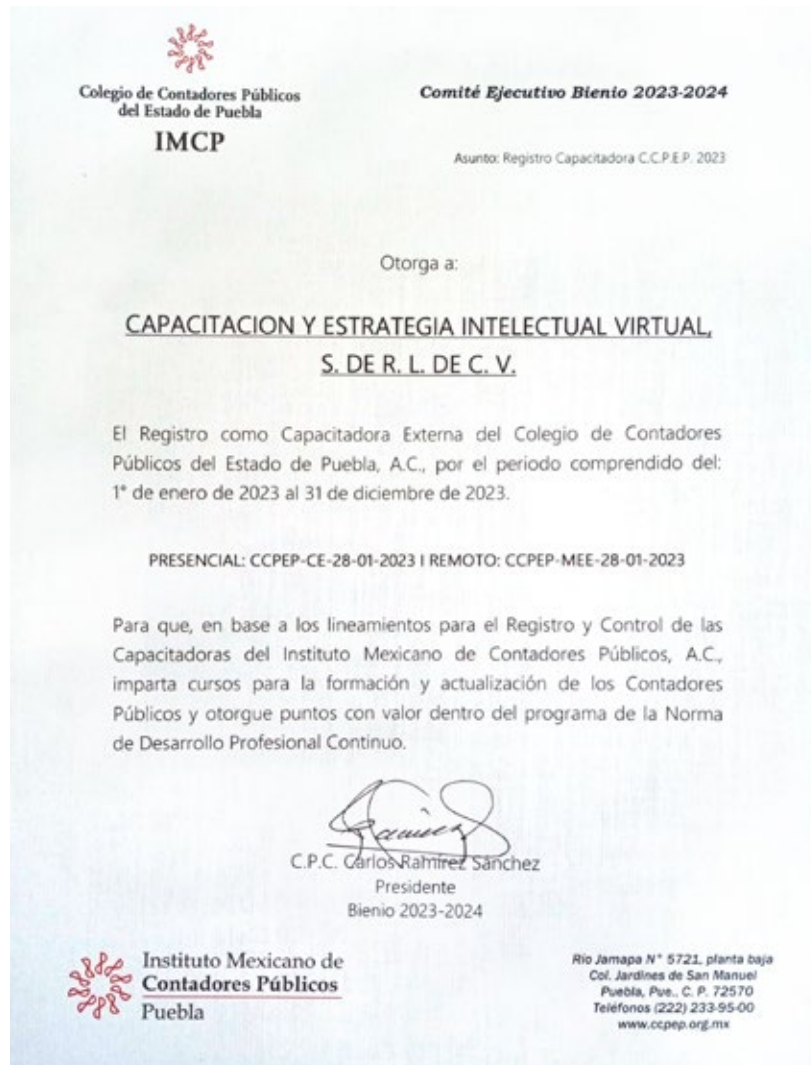 Colegio de Contadores Públicos
del Estado de Puebla
IMCP
Comité Ejecutivo Bienio 2023-2024
Asunto: Registro Capacitadora C.C.P.E.P. 2023
Otorga a:
CAPACITACION Y ESTRATEGIA INTELECTUAL VIRTUAL,
S. DE R. L. DE C. V.
El Registro como Capacitadora Externa del Colegio de Contadores
Públicos del Estado de Puebla, A.C., por el periodo comprendido del:
1° de enero de 2023 al 31 de diciembre de 2023.
PRESENCIAL: CCPEP-CE-28-01-2023 I REMOTO: CCPEP-MEE-28-01-2023
Para que, en base a los lineamientos para el Registro y Control de las
Capacitadoras del Instituto Mexicano de Contadores Públicos, A.C.,
imparta cursos para la formación y actualización de los Contadores
Públicos y otorgue puntos con valor dentro del programa de la Norma
de Desarrollo Profesional Continuo.
C.P.C. Carlos Ramírez Sánchez
Presidente
Bienio 2023-2024
Instituto Mexicano de
Contadores Públicos
Puebla
Río Jamapa N° 5721, planta baja
Col. Jardines de San Manuel
Puebla, Pue., C. P. 72570
Teléfonos (222) 233-95-00
www.ccpep.org.mx